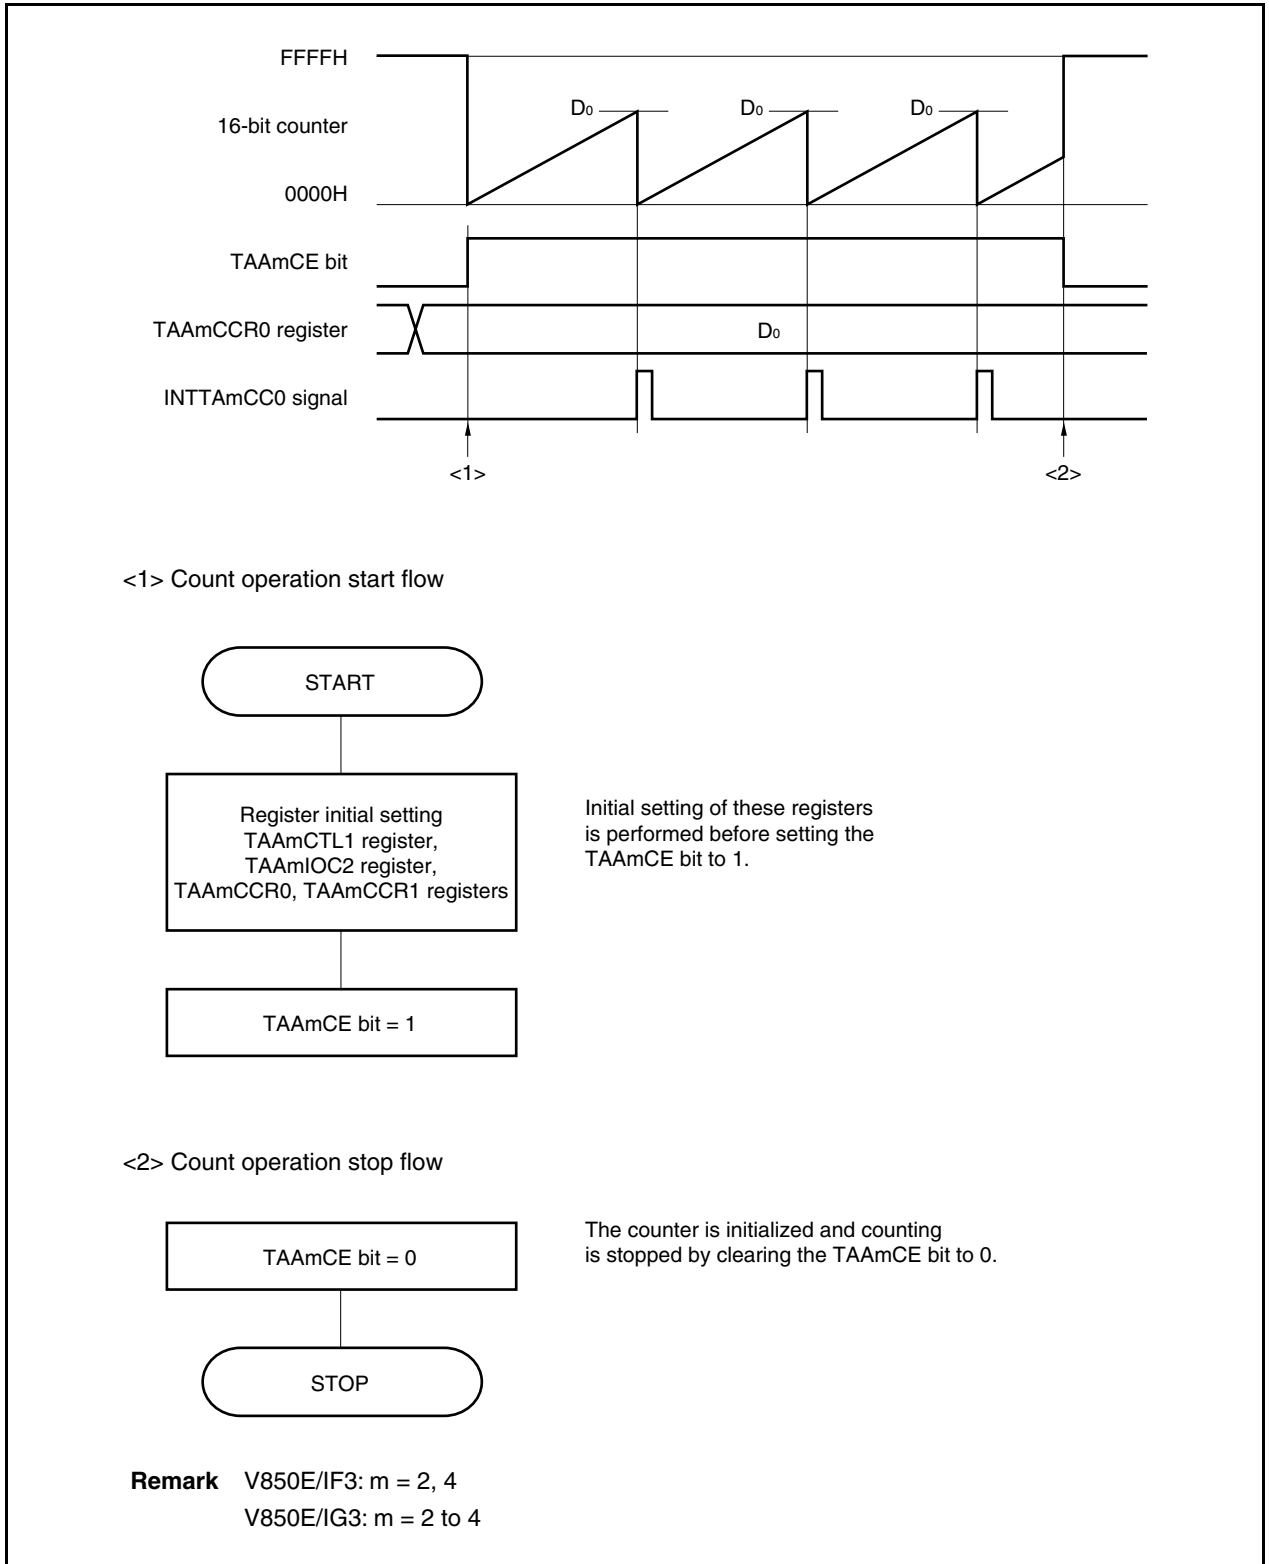 FFFFH
D0 D0 D0
16-bit counter
0000H
TAAmCE bit
TAAmCCR0 register
D0
INTTAmCC0 signal
<1> <2>
<1> Count operation start flow
START
Register initial setting
TAAmCTL1 register,
TAAmIOC2 register,
TAAmCCR0, TAAmCCR1 registers
Initial setting of these registers
is performed before setting the
TAAmCE bit to 1.
TAAmCE bit = 1
<2> Count operation stop flow
TAAmCE bit = 0
The counter is initialized and counting
is stopped by clearing the TAAmCE bit to 0.
STOP
Remark V850E/IF3: m = 2, 4
V850E/IG3: m = 2 to 4